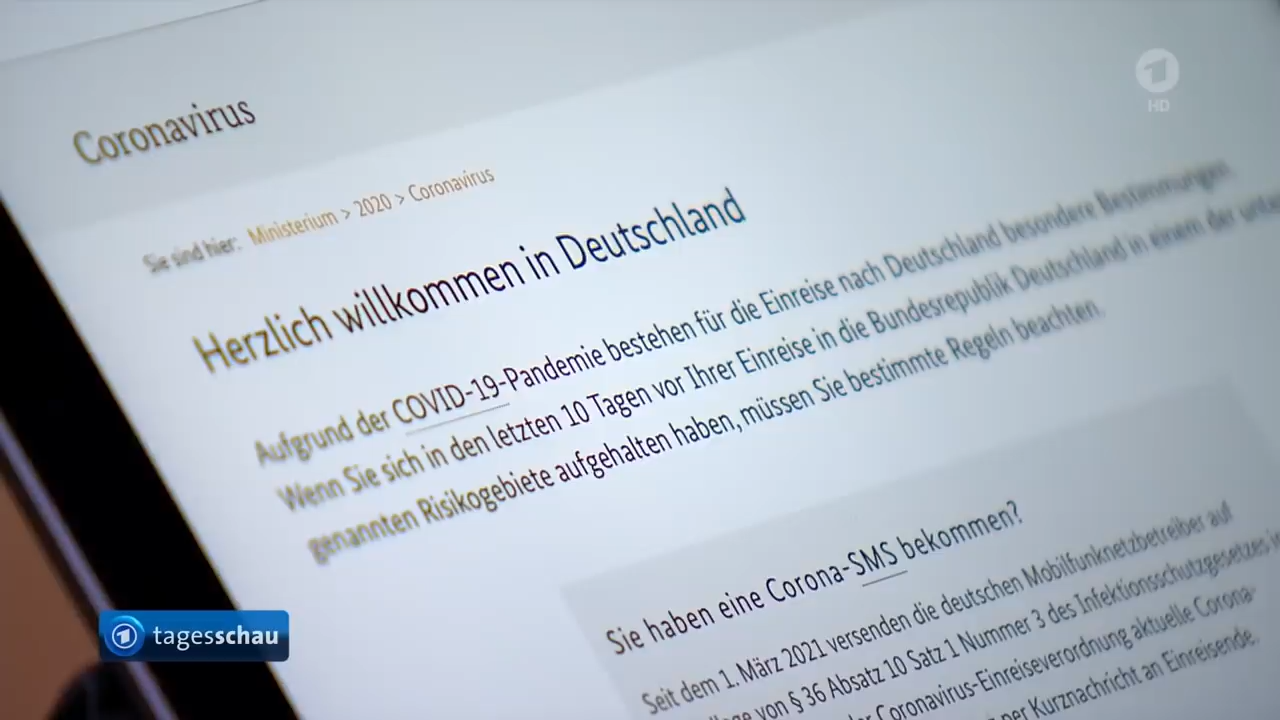 Coronavirus
1
HD
Sie sind hier: Ministerium > 2020 > Coronavirus
Herzlich willkommen in Deutschland
Aufgrund der COVID-19-Pandemie bestehen für die Einreise nach Deutschland besondere Bestimmungen.
Wenn Sie sich in den letzten 10 Tagen vor Ihrer Einreise in die Bundesrepublik Deutschland in einem der
genannten Risikogebiete aufgehalten haben, müssen Sie bestimmte Regeln beachten.
Sie haben eine Corona-SMS bekommen?
Seit dem 1. März 2021 versenden die deutschen Mobilfunknetzbetreiber auf
von § 36 Absatz 10 Satz 1 Nummer 3 des Infektionsschutzgesetzes
Coronavirus-Einreiseverordnung aktuelle Corona-
per Kurznachricht an Einreisende.
1 tagesschau